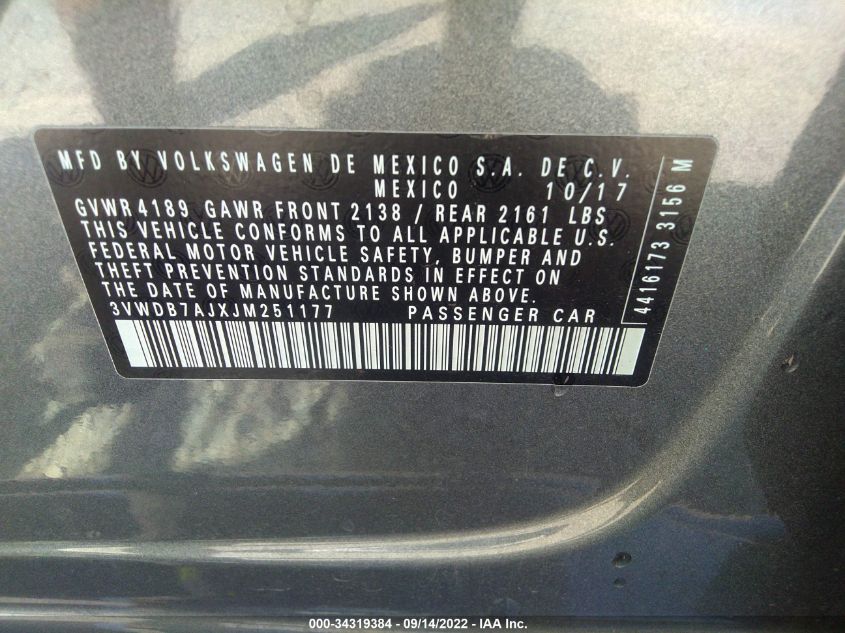 MFD BY VOLKSWAGEN DE MEXICO S.A. DE C.V.
MEXICO 10/17
GVWR 4189 GAWR FRONT 2138 / REAR 2161 LBS
THIS VEHICLE CONFORMS TO ALL APPLICABLE U.S.
FEDERAL MOTOR VEHICLE SAFETY, BUMPER AND
THEFT PREVENTION STANDARDS IN EFFECT ON
THE DATE OF MANUFACTURE SHOWN ABOVE.
3VWDB7AJXJM251177 PASSENGER CAR
4416173 3156 M
000-34319384 - 09/14/2022 - IAA Inc.